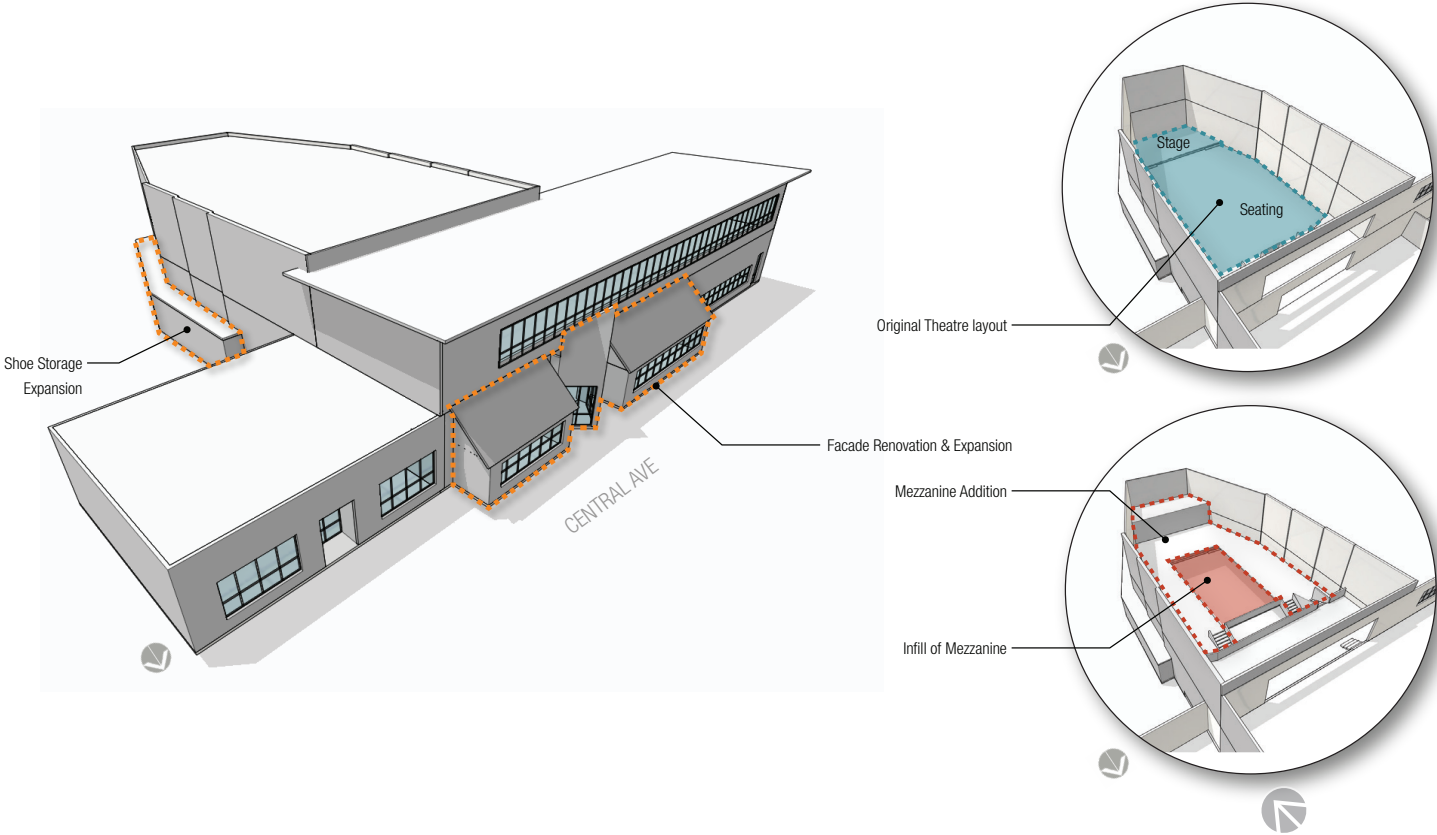 Stage
Seating
Original Theatre layout
Shoe Storage
Expansion
Facade Renovation & Expansion
CENTRAL AVE
Mezzanine Addition
Infill of Mezzanine